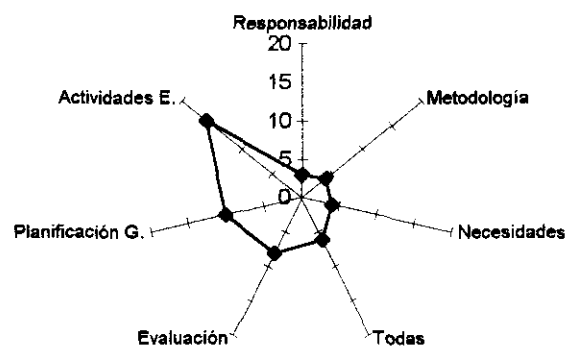 Responsabilidad
20
15
Actividades E.
Metodología
10
5
0
Planificación G.
Necesidades
Evaluación
Todas